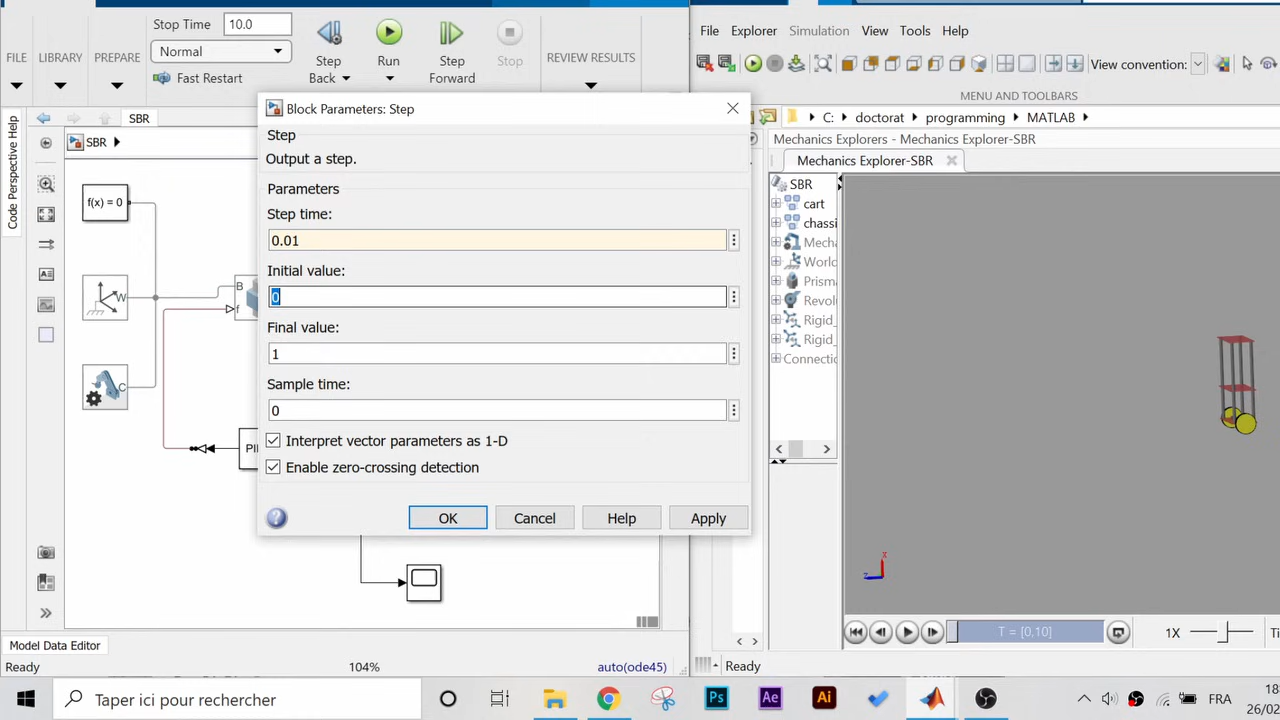 Stop Time 10.0
Normal
Fast Restart
FILE
LIBRARY
PREPARE
Step Back
Run
Step Forward
Stop
REVIEW RESULTS
SBR
SBR
Code Perspective Help
f(x) = 0
W
C
B
f
PI
Block Parameters: Step
Step
Output a step.
Parameters
Step time:
0.01
Initial value:
0
Final value:
1
Sample time:
0
Interpret vector parameters as 1-D
Enable zero-crossing detection
OK
Cancel
Help
Apply
Model Data Editor
Ready
104%
auto(ode45)
File Explorer Simulation View Tools Help
View convention:
MENU AND TOOLBARS
C: doctorat programming MATLAB
Mechanics Explorers - Mechanics Explorer-SBR
Mechanics Explorer-SBR
SBR
cart
chassi
Mecha
World
Prisma
Revol
Rigid_
Rigid_
Connectio
x
z
T = [0,10]
1X
Ti
Ready
Taper ici pour rechercher
Ps
Ae
Ai
FRA
18
26/02